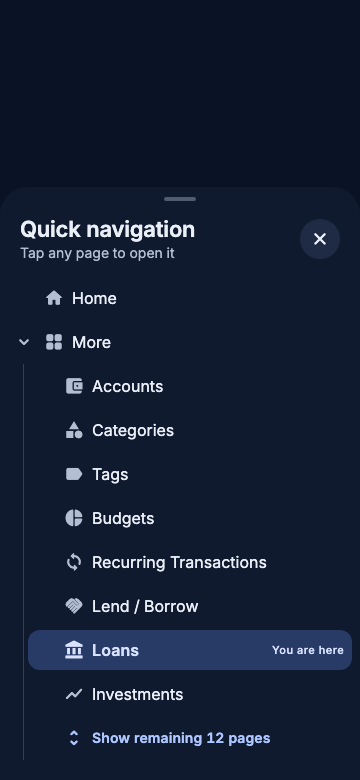 Quick navigation
Tap any page to open it
Home
More
Accounts
Categories
Tags
Budgets
Recurring Transactions
Lend / Borrow
Loans You are here
Investments
Show remaining 12 pages